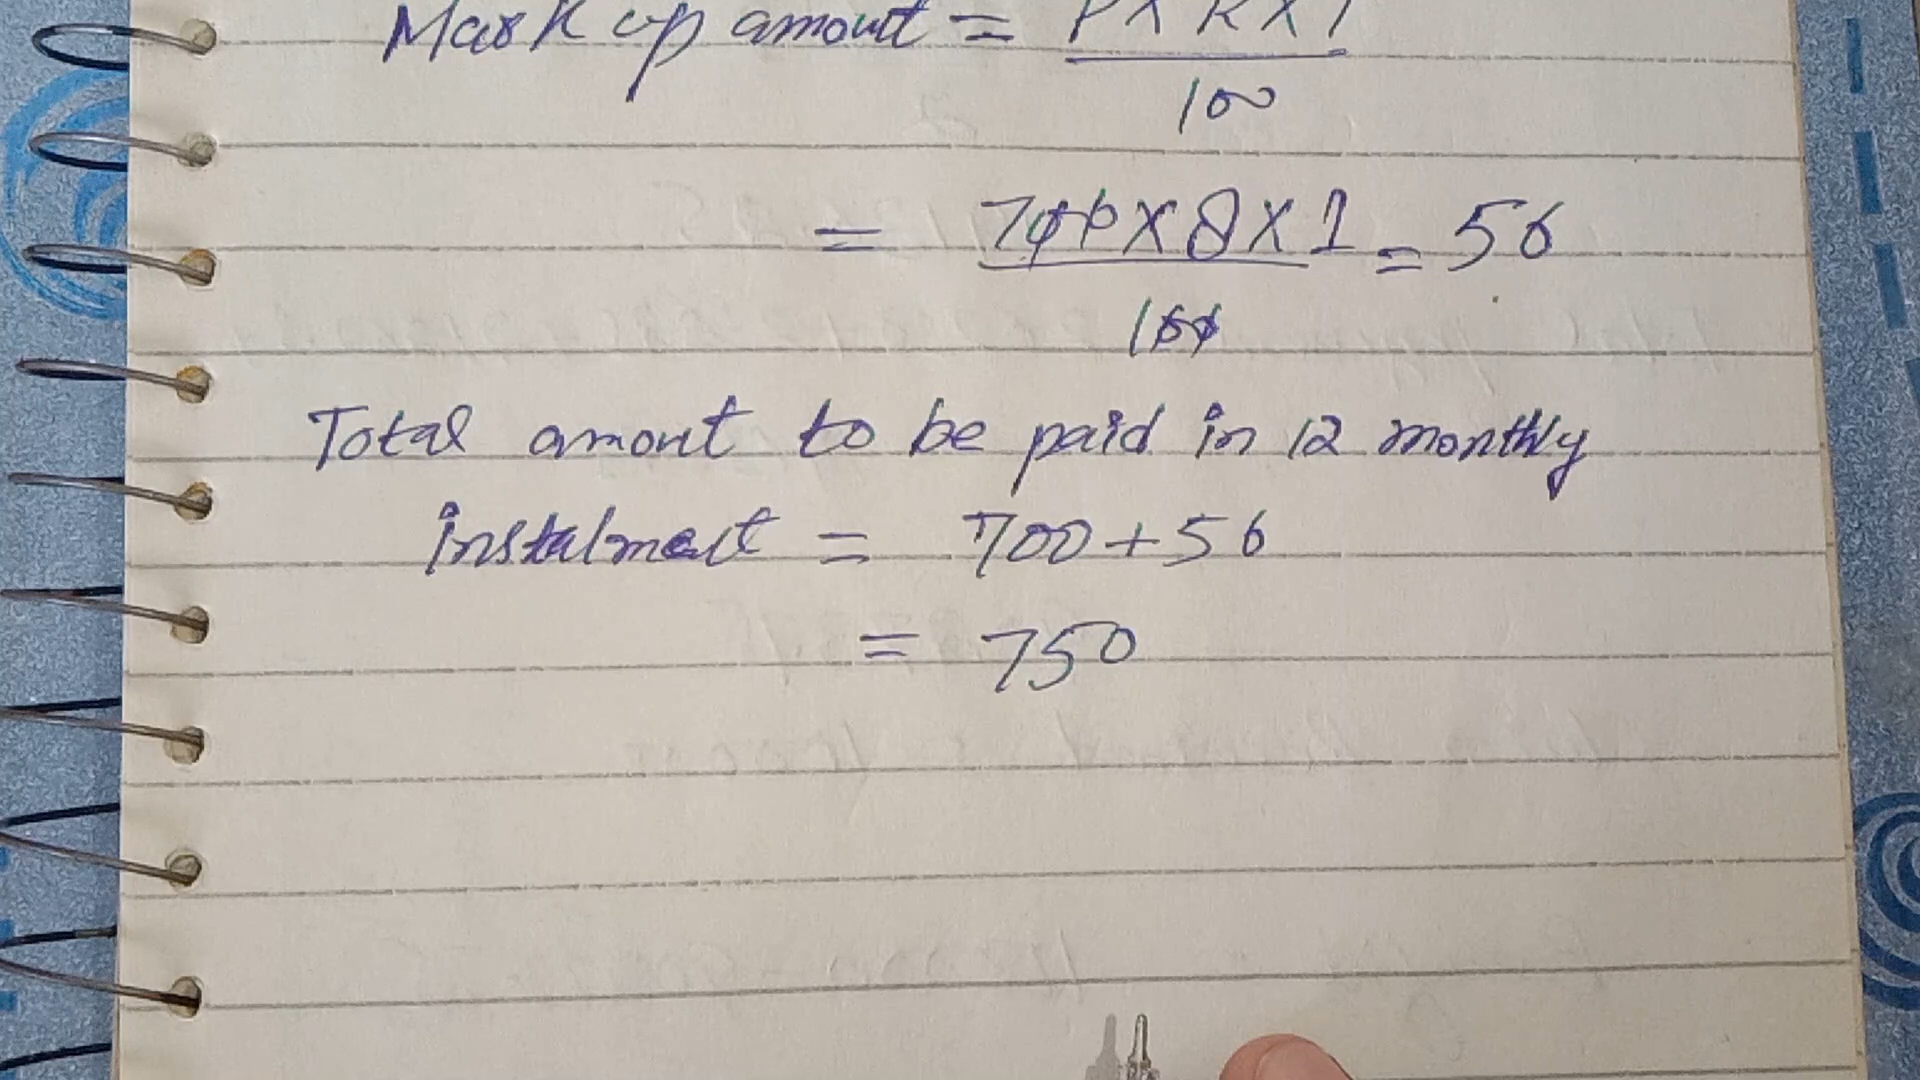 Mark up amount = P X R X T
100
= 700 X 8 X 1 = 56
100
Total amont to be paid in 12 monthly
instalment = 700 + 56
= 750